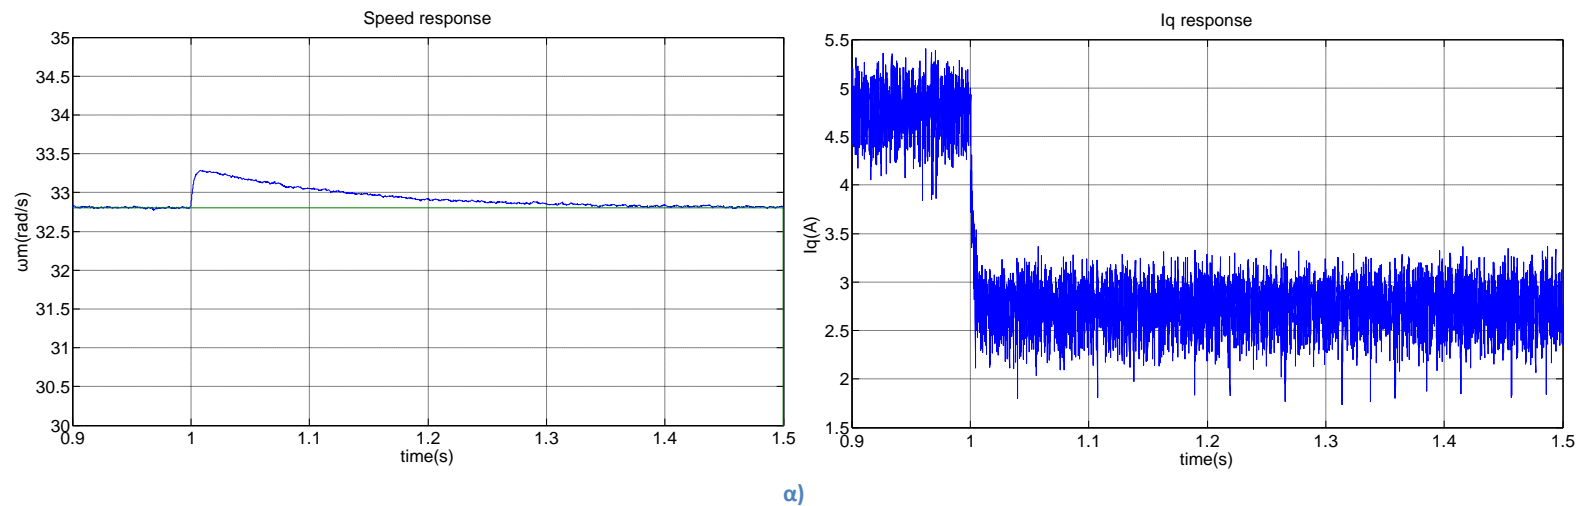 Speed response
35
34.5
34
33.5
33
32.5
32
31.5
31
30.5
30
ωm(rad/s)
0.9 1 1.1 1.2 1.3 1.4 1.5
time(s)
Iq response
5.5
5
4.5
4
3.5
3
2.5
2
1.5
Iq(A)
0.9 1 1.1 1.2 1.3 1.4 1.5
time(s)
α)